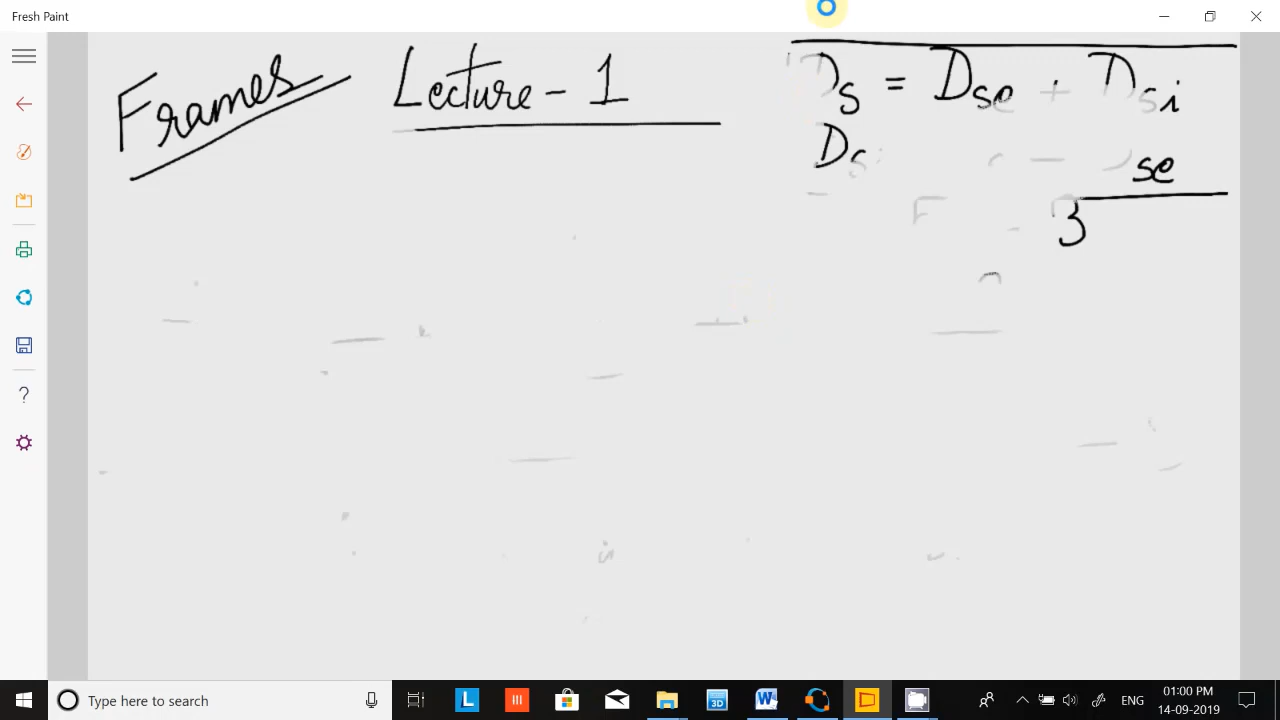 Fresh Paint
Frames Lecture - 1
Ds = Dse + Dsi
Ds
se
3
Type here to search
ENG
01:00 PM
14-09-2019